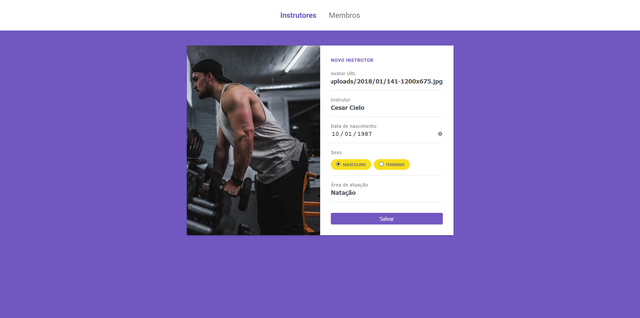 Instrutores Membros
NOVO INSTRUTOR
Avatar URL
uploads/2018/01/141-1200x675.jpg
Instrutor
Cesar Cielo
Data de nascimento
10 / 01 / 1987
Sexo
MASCULINO FEMININO
Área de atuação
Natação
Salvar